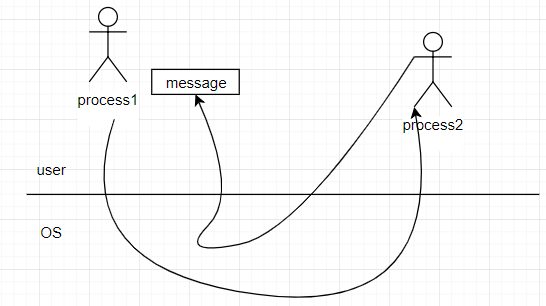 process1
message
process2
user
OS